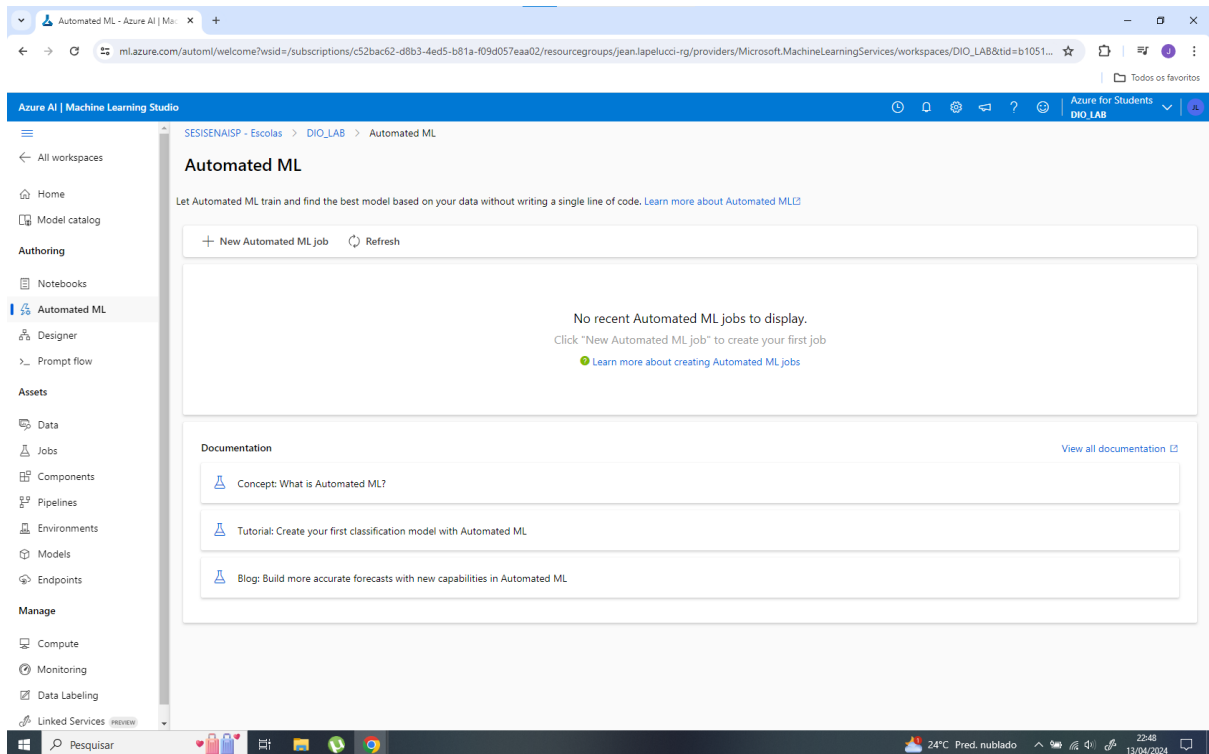 Automated ML - Azure AI | Mac
ml.azure.com/automl/welcome?wsid=/subscriptions/c52bac62-d8b3-4ed5-b81a-f09d057eaa02/resourcegroups/jean.lapelucci-rg/providers/Microsoft.MachineLearningServices/workspaces/DIO_LAB&tid=b1051...
J
Todos os favoritos
Azure AI | Machine Learning Studio
Azure for Students
DIO_LAB
JL
All workspaces
Home
Model catalog
Authoring
Notebooks
Automated ML
Designer
Prompt flow
Assets
Data
Jobs
Components
Pipelines
Environments
Models
Endpoints
Manage
Compute
Monitoring
Data Labeling
Linked Services PREVIEW
SESISENAISP - Escolas > DIO_LAB > Automated ML
Automated ML
Let Automated ML train and find the best model based on your data without writing a single line of code. Learn more about Automated ML
New Automated ML job Refresh
No recent Automated ML jobs to display.
Click "New Automated ML job" to create your first job
Learn more about creating Automated ML jobs
Documentation
View all documentation
Concept: What is Automated ML?
Tutorial: Create your first classification model with Automated ML
Blog: Build more accurate forecasts with new capabilities in Automated ML
Pesquisar
24°C Pred. nublado
22:48
13/04/2024